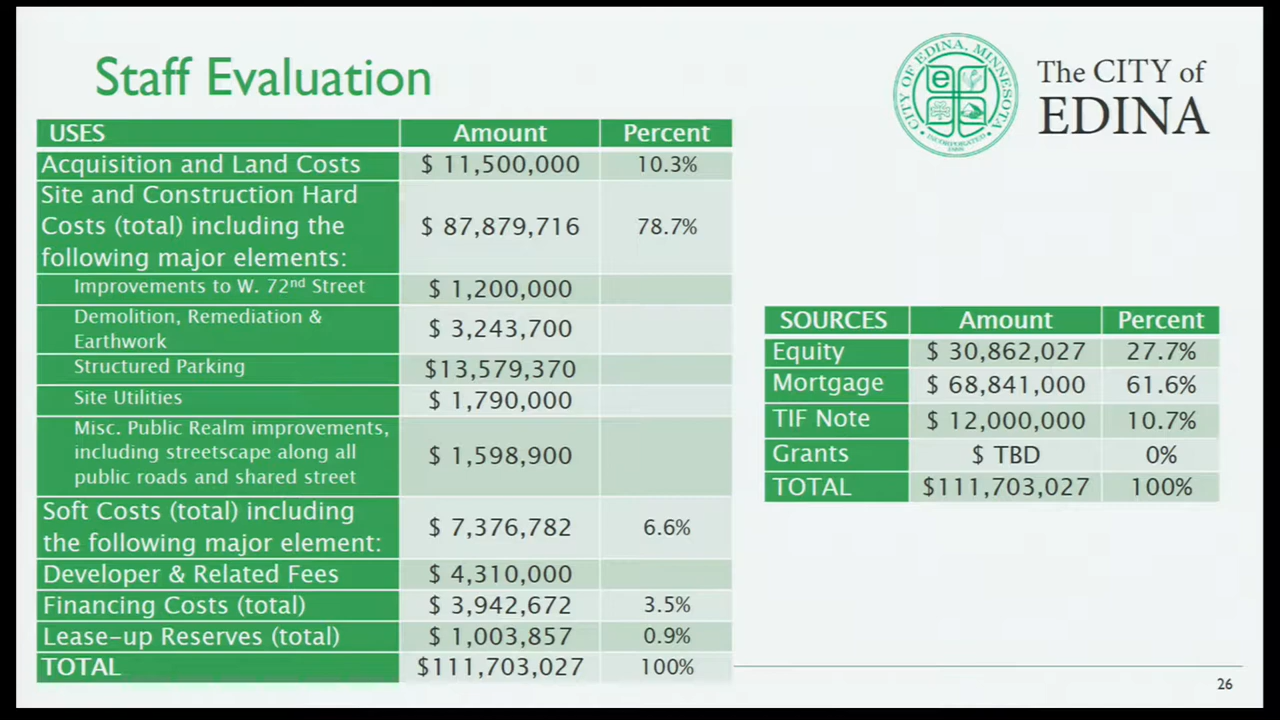 Staff Evaluation
CITY OF EDINA, MINNESOTA
e
INCORPORATED
1888
The CITY of
EDINA
USES Amount Percent
Acquisition and Land Costs $ 11,500,000 10.3%
Site and Construction Hard
Costs (total) including the $ 87,879,716 78.7%
following major elements:
Improvements to W. 72nd Street $ 1,200,000
Demolition, Remediation & $ 3,243,700
Earthwork
Structured Parking $13,579,370
Site Utilities $ 1,790,000
Misc. Public Realm improvements,
including streetscape along all $ 1,598,900
public roads and shared street
Soft Costs (total) including $ 7,376,782 6.6%
the following major element:
Developer & Related Fees $ 4,310,000
Financing Costs (total) $ 3,942,672 3.5%
Lease-up Reserves (total) $ 1,003,857 0.9%
TOTAL $111,703,027 100%
SOURCES Amount Percent
Equity $ 30,862,027 27.7%
Mortgage $ 68,841,000 61.6%
TIF Note $ 12,000,000 10.7%
Grants $ TBD 0%
TOTAL $111,703,027 100%
26